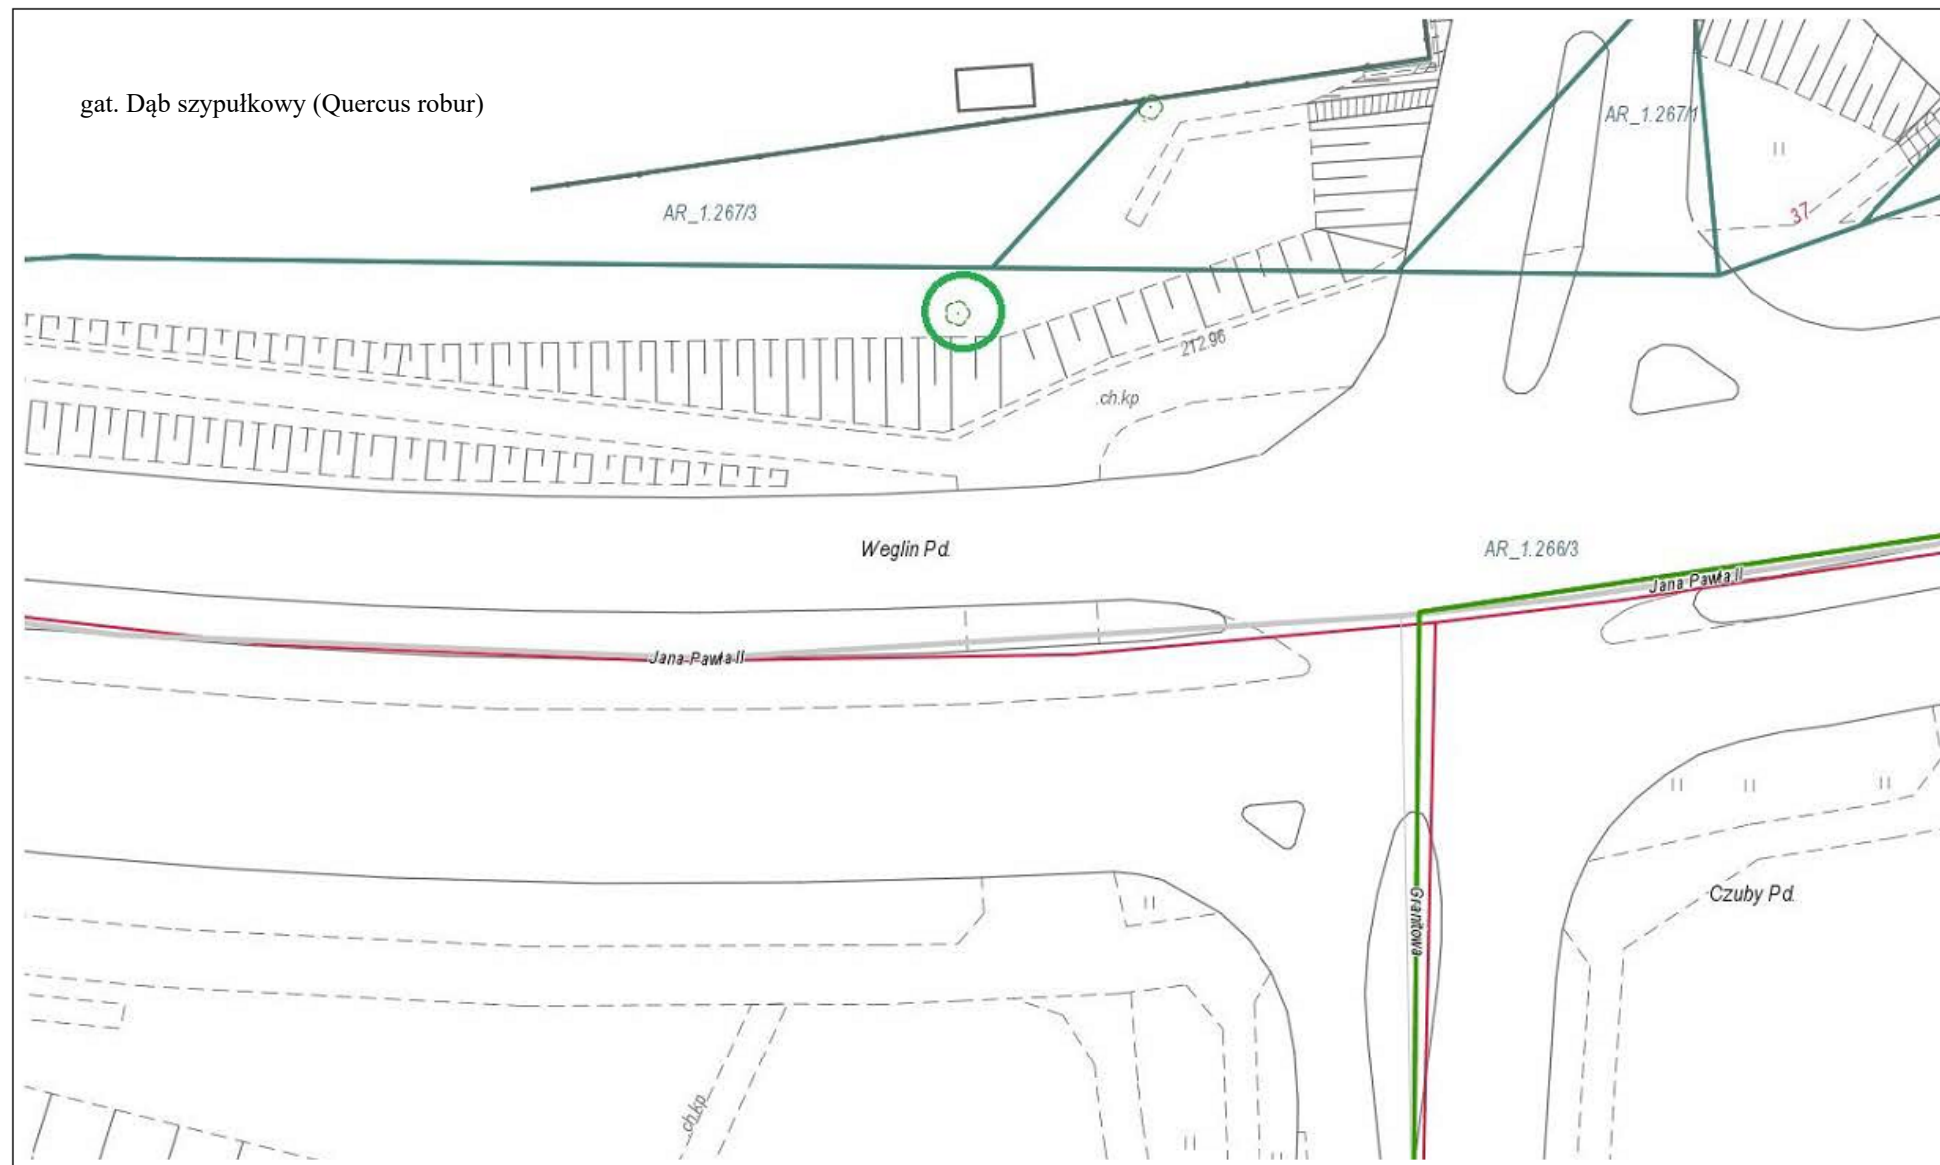 gat. Dąb szypułkowy (Quercus robur)
AR_1.267/1
AR_1.267/3
37
212.96
ch.kp
Weglin Pd.
AR_1.266/3
Jana Pawła II
Jana Pawła II
Granitowa
Czuby Pd.
ch.kp